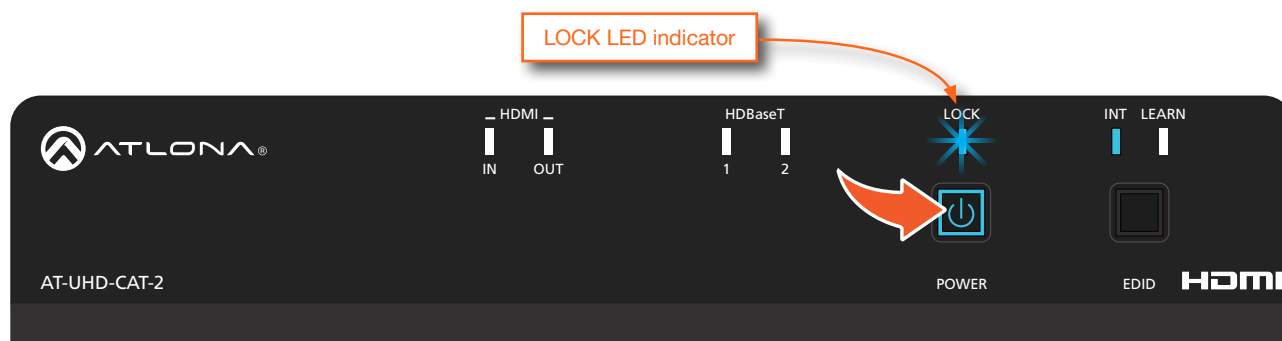 LOCK LED indicator
HDMI
HDBaseT
LOCK
INT LEARN
ATLONA®
IN OUT
1 2
AT-UHD-CAT-2
POWER
EDID
HDMI